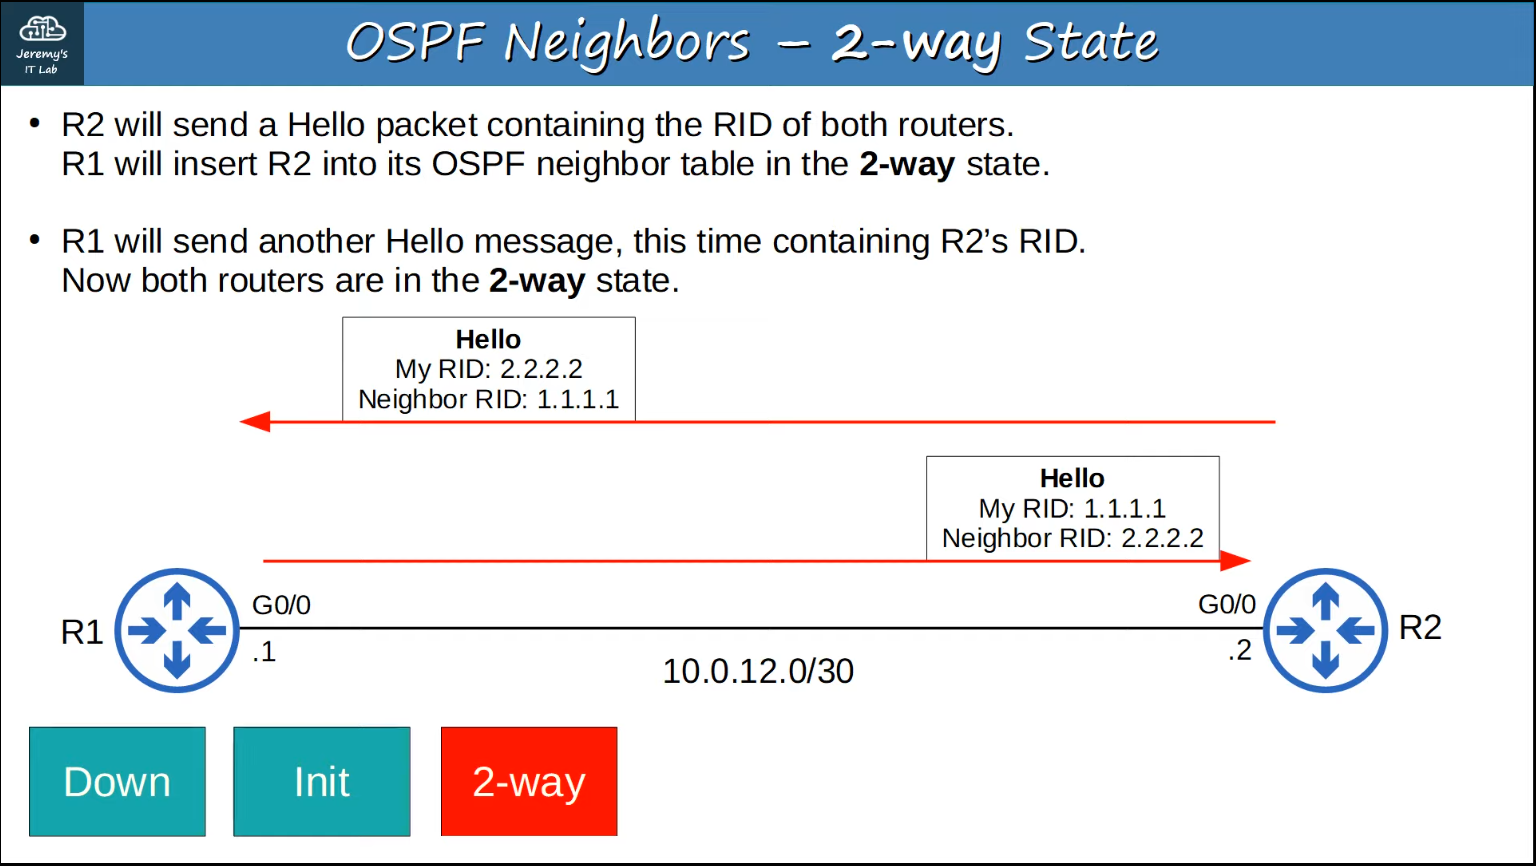 Jeremy's
IT Lab
OSPF Neighbors – 2-way State
• R2 will send a Hello packet containing the RID of both routers.
R1 will insert R2 into its OSPF neighbor table in the 2-way state.
• R1 will send another Hello message, this time containing R2’s RID.
Now both routers are in the 2-way state.
Hello
My RID: 2.2.2.2
Neighbor RID: 1.1.1.1
Hello
My RID: 1.1.1.1
Neighbor RID: 2.2.2.2
R1
G0/0
.1
10.0.12.0/30
G0/0
.2
R2
Down
Init
2-way